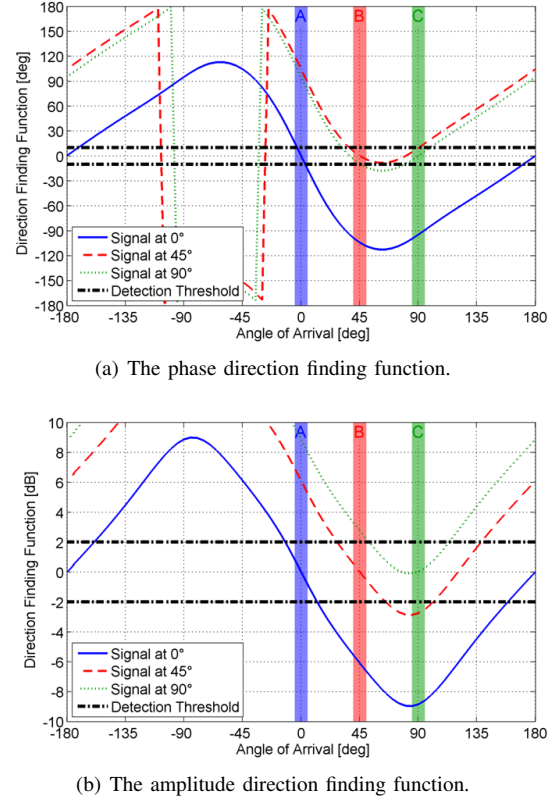 Direction Finding Function [deg]
180
150
120
90
60
30
0
-30
-60
-90
-120
-150
-180
A
B
C
Signal at 0°
Signal at 45°
Signal at 90°
Detection Threshold
-180 -135 -90 -45 0 45 90 135 180
Angle of Arrival [deg]
(a) The phase direction finding function.
Direction Finding Function [dB]
10
8
6
4
2
0
-2
-4
-6
-8
-10
A
B
C
Signal at 0°
Signal at 45°
Signal at 90°
Detection Threshold
-180 -135 -90 -45 0 45 90 135 180
Angle of Arrival [deg]
(b) The amplitude direction finding function.